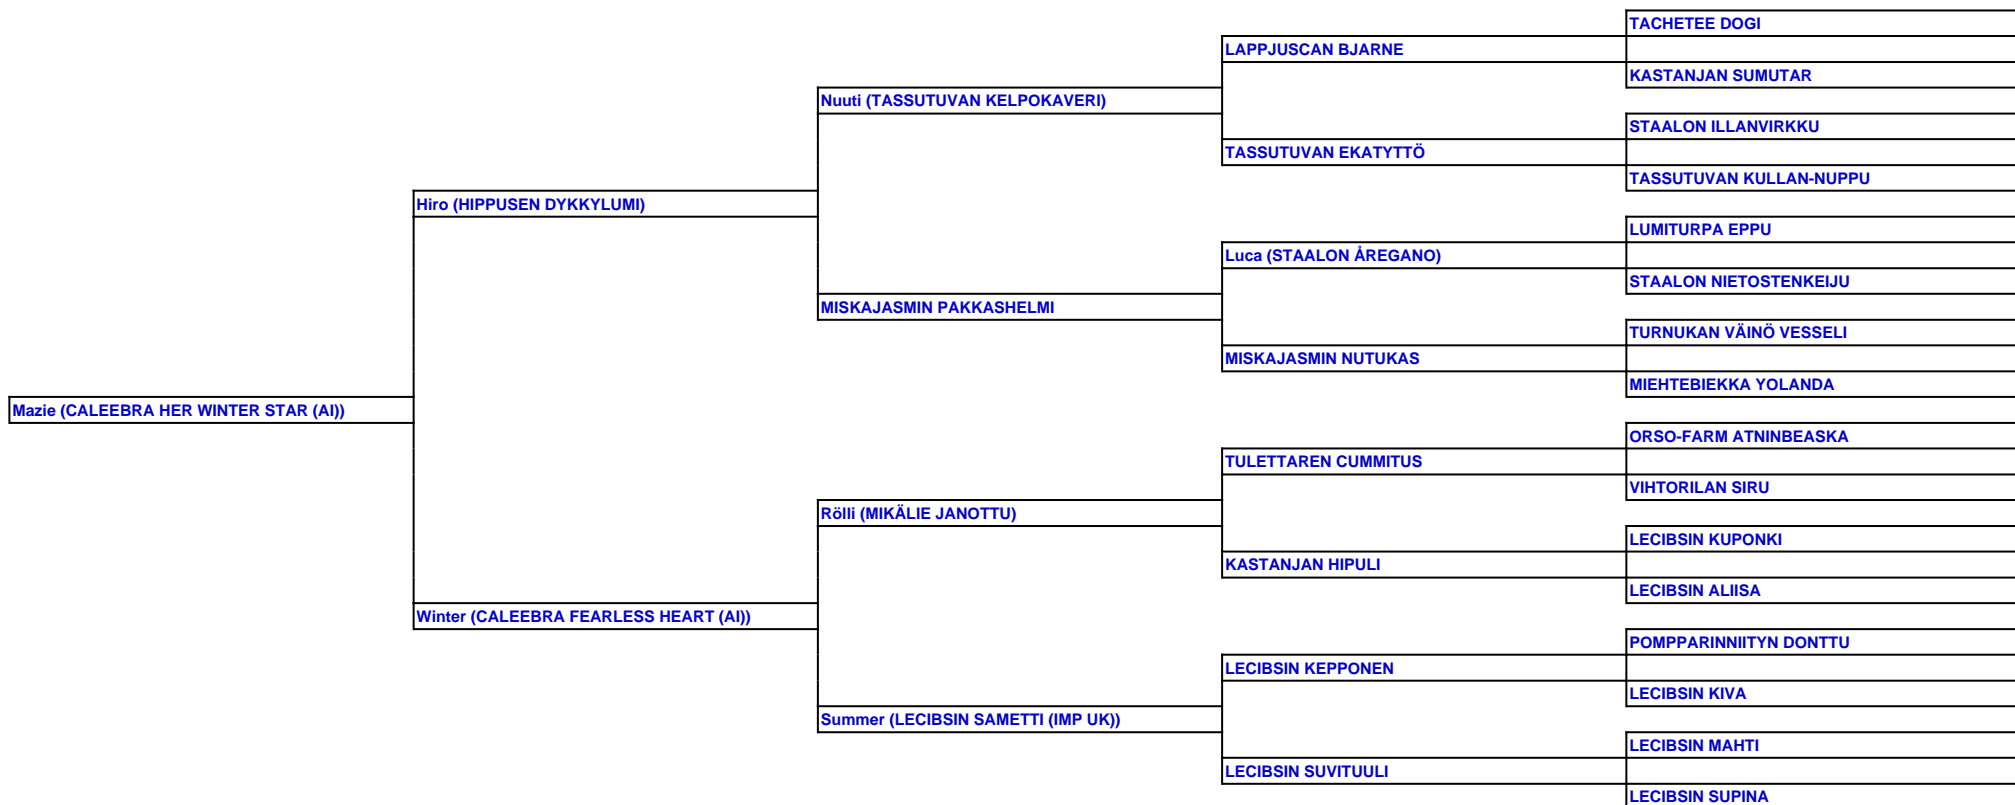 TACHETEE DOGI
LAPPJUSCAN BJARNE
KASTANJAN SUMUTAR
Nuuti (TASSUTUVAN KELPOKAVERI)
STAALON ILLANVIRKKU
TASSUTUVAN EKATYTTÖ
TASSUTUVAN KULLAN-NUPPU
Hiro (HIPPUSEN DYKKYLUMI)
LUMITURPA EPPU
Luca (STAALON ÅREGANO)
STAALON NIETOSTENKEIJU
MISKAJASMIN PAKKASHELMI
TURNUKAN VÄINÖ VESSELI
MISKAJASMIN NUTUKAS
MIEHTEBIEKKA YOLANDA
Mazie (CALEEBRA HER WINTER STAR (AI))
ORSO-FARM ATNINBEASKA
TULETTAREN CUMMITUS
VIHTORILAN SIRU
Rölli (MIKÄLIE JANOTTU)
LECIBSIN KUPONKI
KASTANJAN HIPULI
LECIBSIN ALIISA
Winter (CALEEBRA FEARLESS HEART (AI))
POMPPARINNIITYN DONTTU
LECIBSIN KEPPONEN
LECIBSIN KIVA
Summer (LECIBSIN SAMETTI (IMP UK))
LECIBSIN MAHTI
LECIBSIN SUVITUULI
LECIBSIN SUPINA